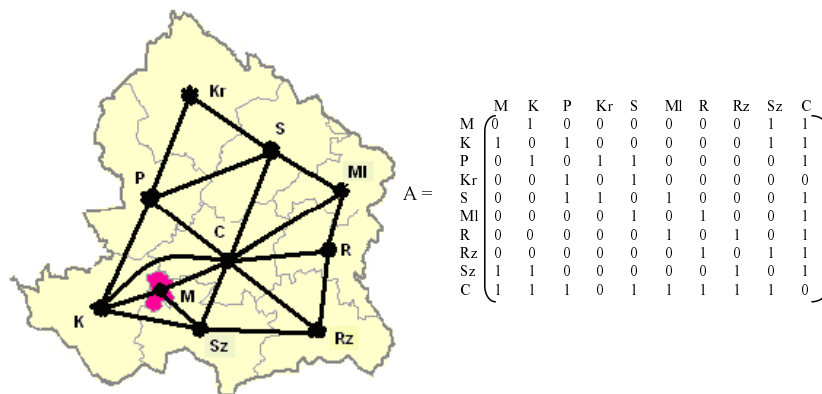 Kr
S
Ml
P
C
R
M
K
Sz
Rz
A =
M K P Kr S Ml R Rz Sz C
M 0 1 0 0 0 0 0 0 1 1
K 1 0 1 0 0 0 0 0 1 1
P 0 1 0 1 1 0 0 0 0 1
Kr 0 0 1 0 1 0 0 0 0 0
S 0 0 1 1 0 1 0 0 0 1
Ml 0 0 0 0 1 0 1 0 0 1
R 0 0 0 0 0 1 0 1 0 1
Rz 0 0 0 0 0 0 1 0 1 1
Sz 1 1 0 0 0 0 0 1 0 1
C 1 1 1 0 1 1 1 1 1 0